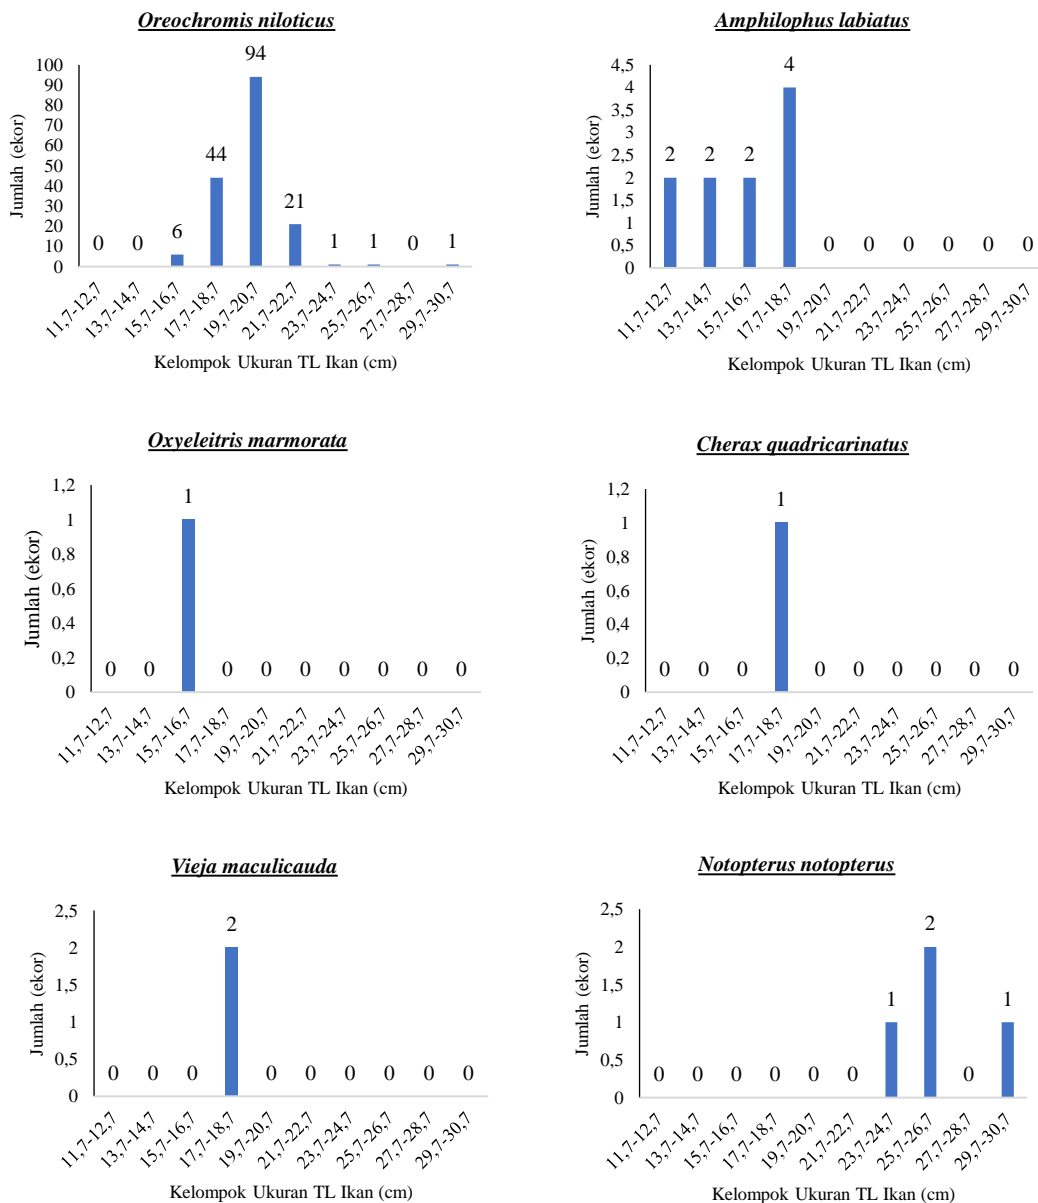 Oreochromis niloticus
Jumlah (ekor)
100
90
80
70
60
50
40
30
20
10
0
0 0 6 44 94 21 1 1 0 1
11,7-12,7 13,7-14,7 15,7-16,7 17,7-18,7 19,7-20,7 21,7-22,7 23,7-24,7 25,7-26,7 27,7-28,7 29,7-30,7
Kelompok Ukuran TL Ikan (cm)
Amphilophus labiatus
Jumlah (ekor)
4,5
4
3,5
3
2,5
2
1,5
1
0,5
0
2 2 2 4 0 0 0 0 0 0
11,7-12,7 13,7-14,7 15,7-16,7 17,7-18,7 19,7-20,7 21,7-22,7 23,7-24,7 25,7-26,7 27,7-28,7 29,7-30,7
Kelompok Ukuran TL Ikan (cm)
Oxyeleitris marmorata
Jumlah (ekor)
1,2
1
0,8
0,6
0,4
0,2
0
0 0 1 0 0 0 0 0 0 0
11,7-12,7 13,7-14,7 15,7-16,7 17,7-18,7 19,7-20,7 21,7-22,7 23,7-24,7 25,7-26,7 27,7-28,7 29,7-30,7
Kelompok Ukuran TL Ikan (cm)
Cherax quadricarinatus
Jumlah (ekor)
1,2
1
0,8
0,6
0,4
0,2
0
0 0 0 1 0 0 0 0 0 0
11,7-12,7 13,7-14,7 15,7-16,7 17,7-18,7 19,7-20,7 21,7-22,7 23,7-24,7 25,7-26,7 27,7-28,7 29,7-30,7
Kelompok Ukuran TL Ikan (cm)
Vieja maculicauda
Jumlah (ekor)
2,5
2
1,5
1
0,5
0
0 0 0 2 0 0 0 0 0 0
11,7-12,7 13,7-14,7 15,7-16,7 17,7-18,7 19,7-20,7 21,7-22,7 23,7-24,7 25,7-26,7 27,7-28,7 29,7-30,7
Kelompok Ukuran TL Ikan (cm)
Notopterus notopterus
Jumlah (ekor)
2,5
2
1,5
1
0,5
0
0 0 0 0 0 0 1 2 0 1
11,7-12,7 13,7-14,7 15,7-16,7 17,7-18,7 19,7-20,7 21,7-22,7 23,7-24,7 25,7-26,7 27,7-28,7 29,7-30,7
Kelompok Ukuran TL Ikan (cm)